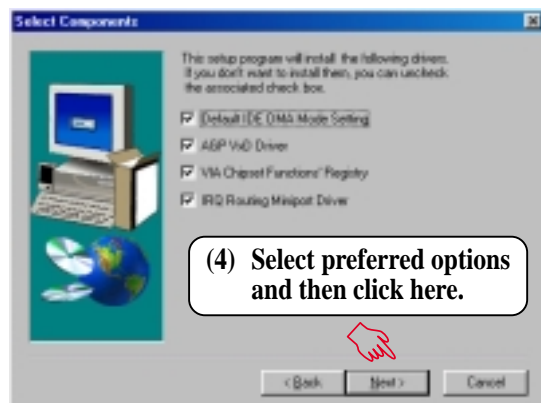 Select Components
This setup program will install the following drivers.
If you don't want to install them, you can uncheck
the associated check box.
Default IDE DMA Mode Setting
AGP VxD Driver
VIA Chipset Functions' Registry
IRQ Routing Miniport Driver
(4) Select preferred options
and then click here.
< Back Next > Cancel